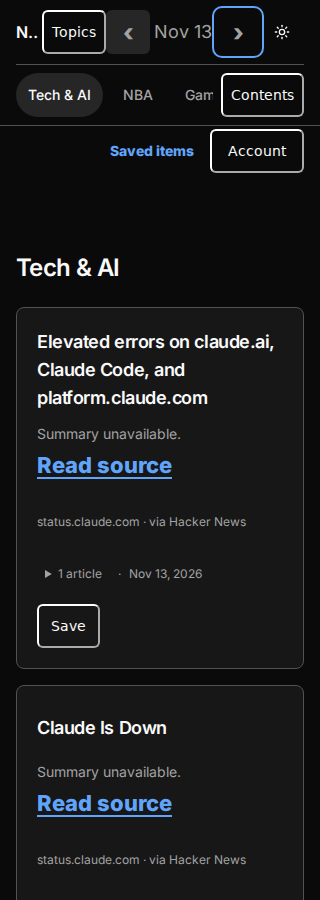 N.. Topics ‹ Nov 13 › 
Tech & AI NBA Gam Contents
Saved items Account
Tech & AI
Elevated errors on claude.ai,
Claude Code, and
platform.claude.com
Summary unavailable.
Read source
status.claude.com · via Hacker News
1 article · Nov 13, 2026
Save
Claude Is Down
Summary unavailable.
Read source
status.claude.com · via Hacker News